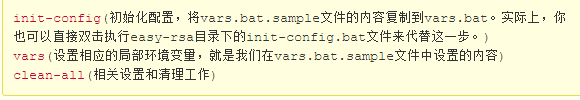 init-config(初始化配置，将vars.bat.sample文件的内容复制到vars.bat。实际上，你
也可以直接双击执行easy-rsa目录下的init-config.bat文件来代替这一步。)
vars(设置相应的局部环境变量，就是我们在vars.bat.sample文件中设置的内容)
clean-all(相关设置和清理工作)